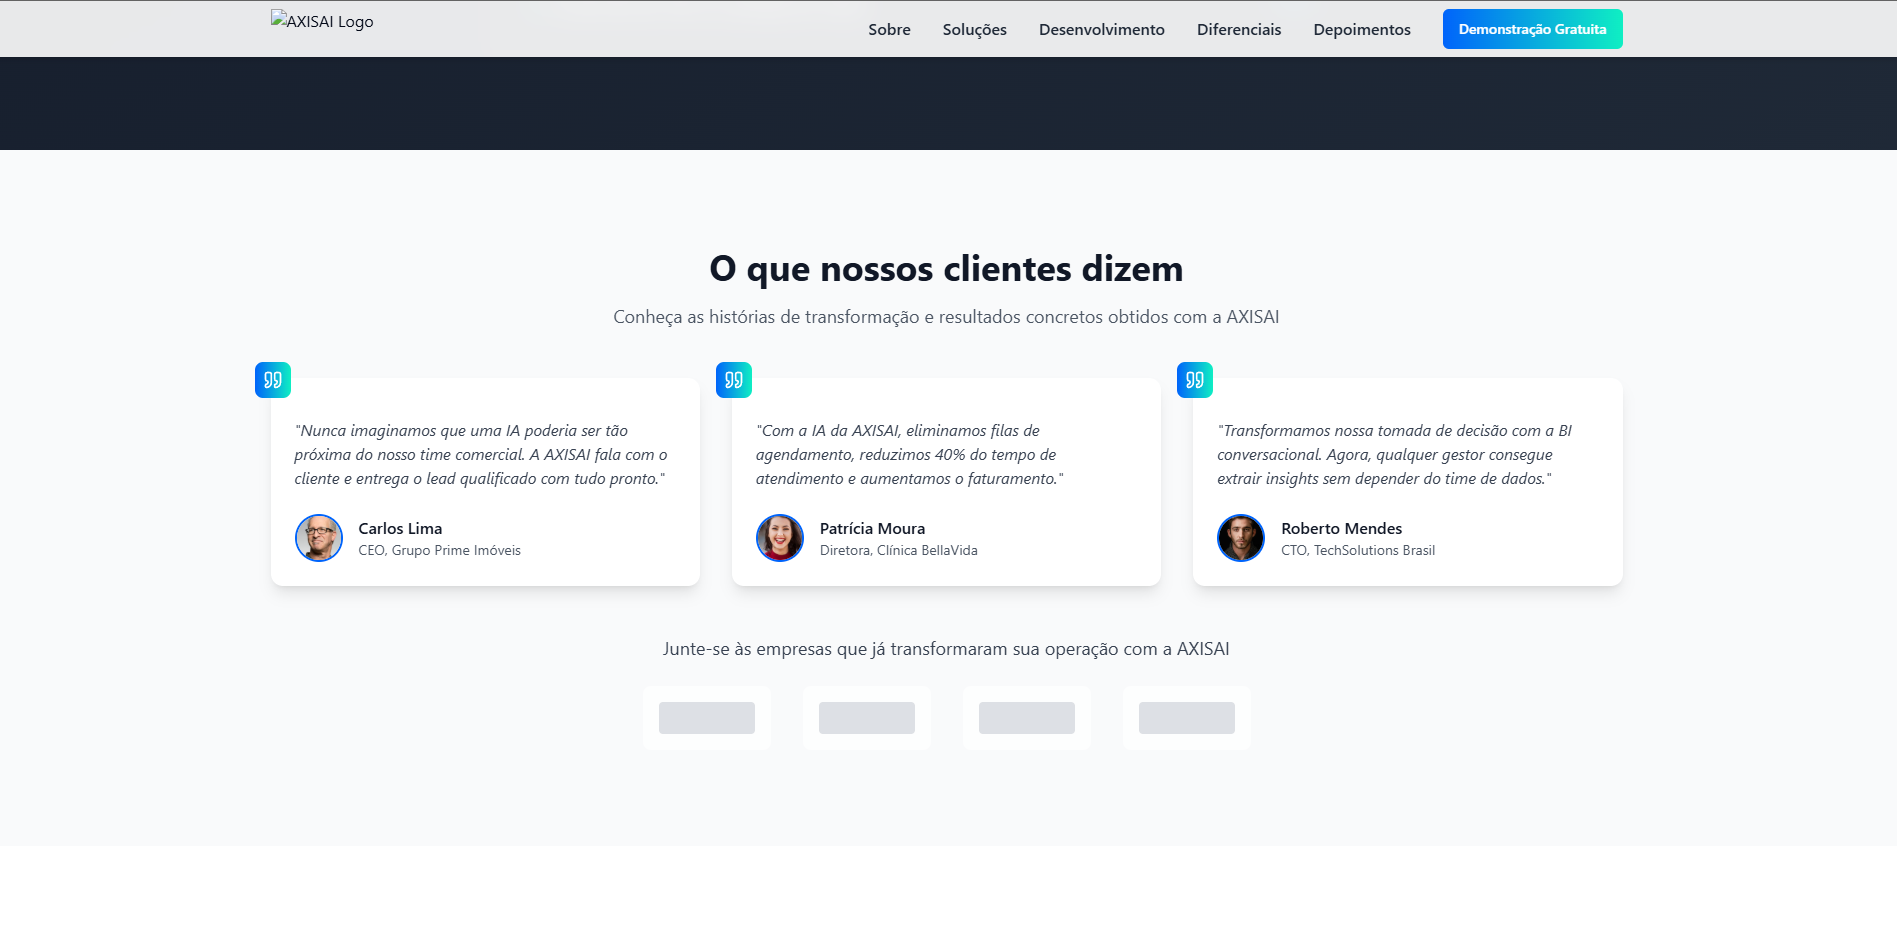 AXISAI Logo
Sobre
Soluções
Desenvolvimento
Diferenciais
Depoimentos
Demonstração Gratuita
O que nossos clientes dizem
Conheça as histórias de transformação e resultados concretos obtidos com a AXISAI
"Nunca imaginamos que uma IA poderia ser tão
próxima do nosso time comercial. A AXISAI fala com o
cliente e entrega o lead qualificado com tudo pronto."
Carlos Lima
CEO, Grupo Prime Imóveis
"Com a IA da AXISAI, eliminamos filas de
agendamento, reduzimos 40% do tempo de
atendimento e aumentamos o faturamento."
Patrícia Moura
Diretora, Clínica BellaVida
"Transformamos nossa tomada de decisão com a BI
conversacional. Agora, qualquer gestor consegue
extrair insights sem depender do time de dados."
Roberto Mendes
CTO, TechSolutions Brasil
Junte-se às empresas que já transformaram sua operação com a AXISAI